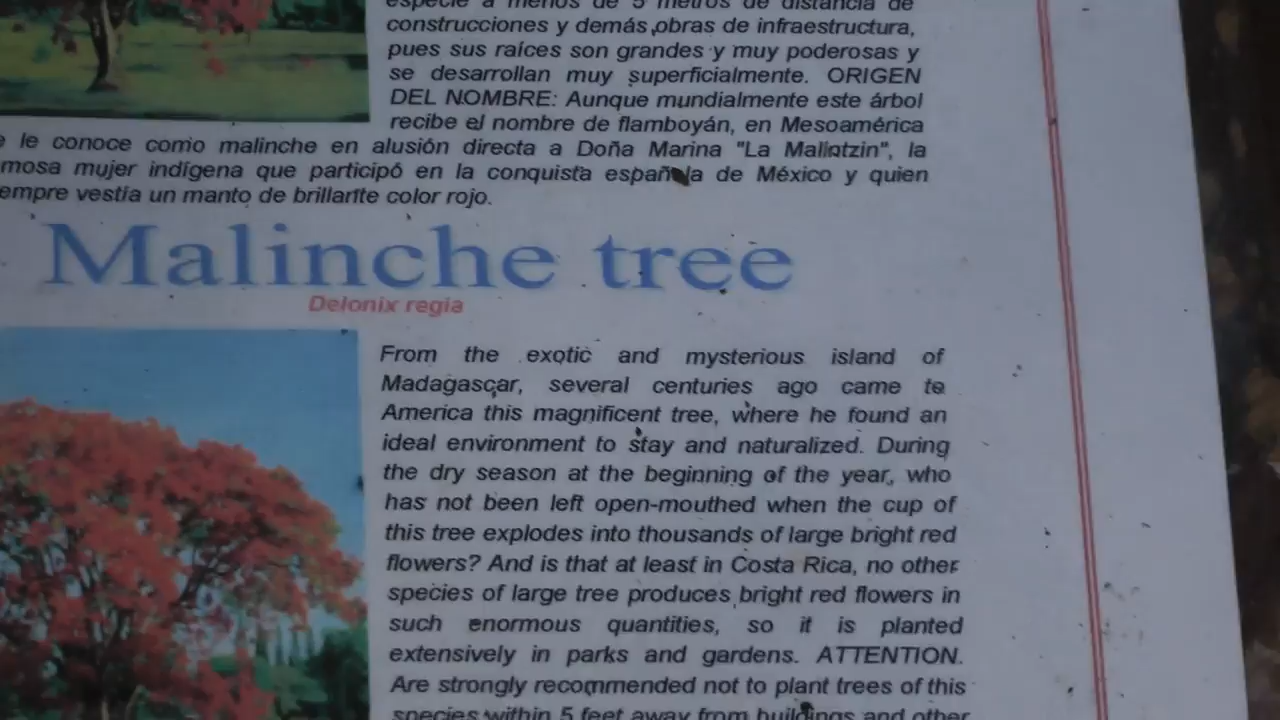 especie a menos de 5 metros de distancia de
construcciones y demás obras de infraestructura,
pues sus raíces son grandes y muy poderosas y
se desarrollan muy superficialmente. ORIGEN
DEL NOMBRE: Aunque mundialmente este árbol
recibe el nombre de flamboyán, en Mesoamérica
le conoce como malinche en alusión directa a Doña Marina "La Malintzin", la
mosa mujer indígena que participó en la conquista española de México y quien
empre vestía un manto de brillante color rojo.
Malinche tree
Delonix regia
From the exotic and mysterious island of
Madagascar, several centuries ago came to
America this magnificent tree, where he found an
ideal environment to stay and naturalized. During
the dry season at the beginning of the year, who
has not been left open-mouthed when the cup of
this tree explodes into thousands of large bright red
flowers? And is that at least in Costa Rica, no other
species of large tree produces bright red flowers in
such enormous quantities, so it is planted
extensively in parks and gardens. ATTENTION.
Are strongly recommended not to plant trees of this
species within 5 feet away from buildings and other